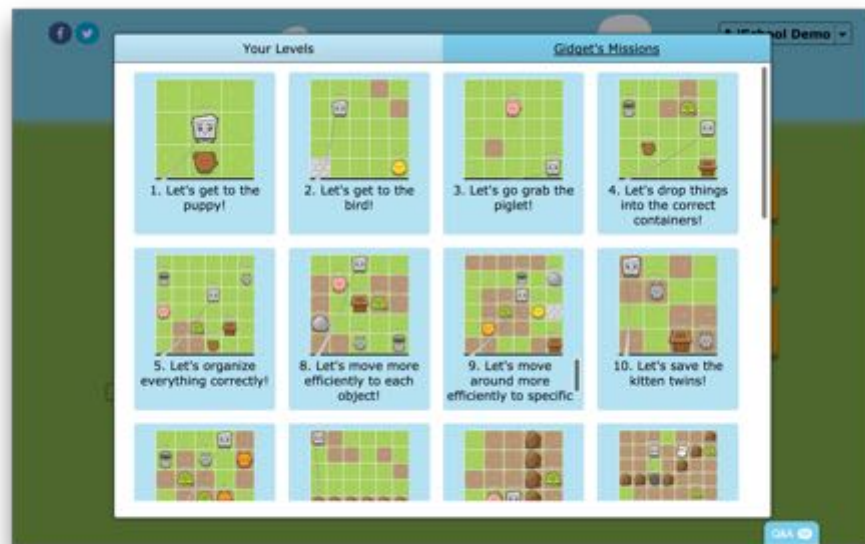 School Demo
Your Levels
Gidget's Missions
1. Let's get to the
puppy!
2. Let's get to the
bird!
3. Let's go grab the
piglet!
4. Let's drop things
into the correct
containers!
5. Let's organize
everything correctly!
8. Let's move more
efficiently to each
object!
9. Let's move
around more
efficiently to specific
10. Let's save the
kitten twins!
Q&A